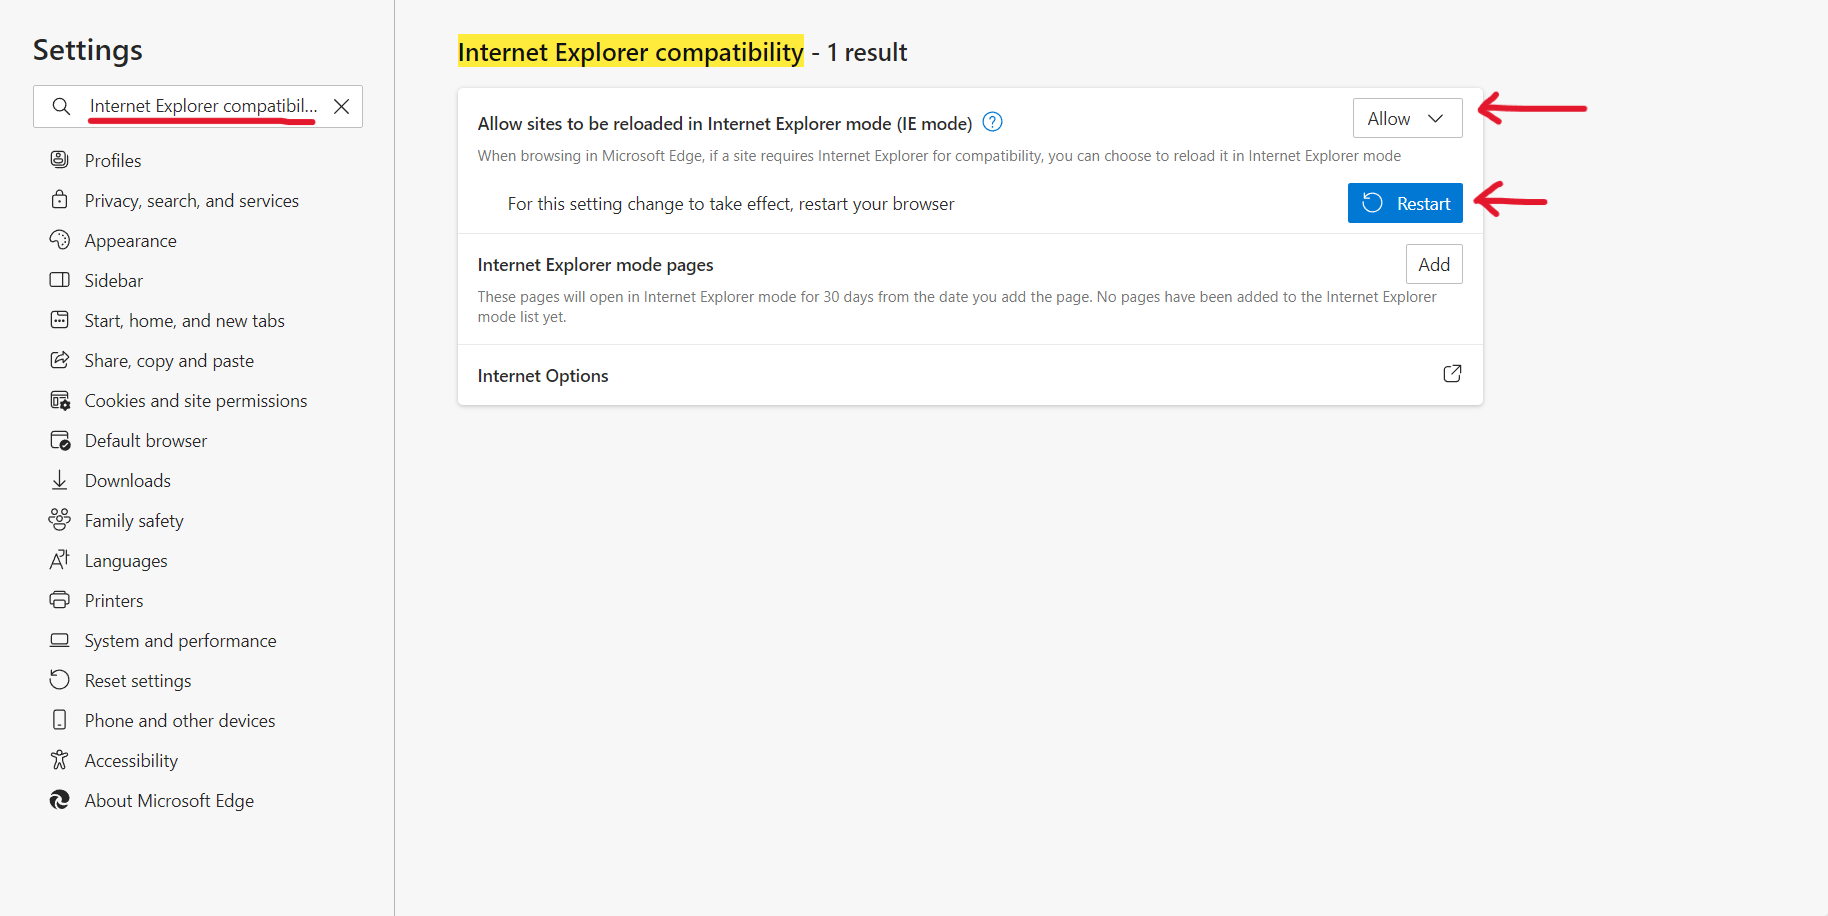 Settings
Internet Explorer compatibil...
Profiles
Privacy, search, and services
Appearance
Sidebar
Start, home, and new tabs
Share, copy and paste
Cookies and site permissions
Default browser
Downloads
Family safety
Languages
Printers
System and performance
Reset settings
Phone and other devices
Accessibility
About Microsoft Edge
Internet Explorer compatibility - 1 result
Allow sites to be reloaded in Internet Explorer mode (IE mode) ?
Allow
When browsing in Microsoft Edge, if a site requires Internet Explorer for compatibility, you can choose to reload it in Internet Explorer mode
For this setting change to take effect, restart your browser
Restart
Internet Explorer mode pages
Add
These pages will open in Internet Explorer mode for 30 days from the date you add the page. No pages have been added to the Internet Explorer
mode list yet.
Internet Options